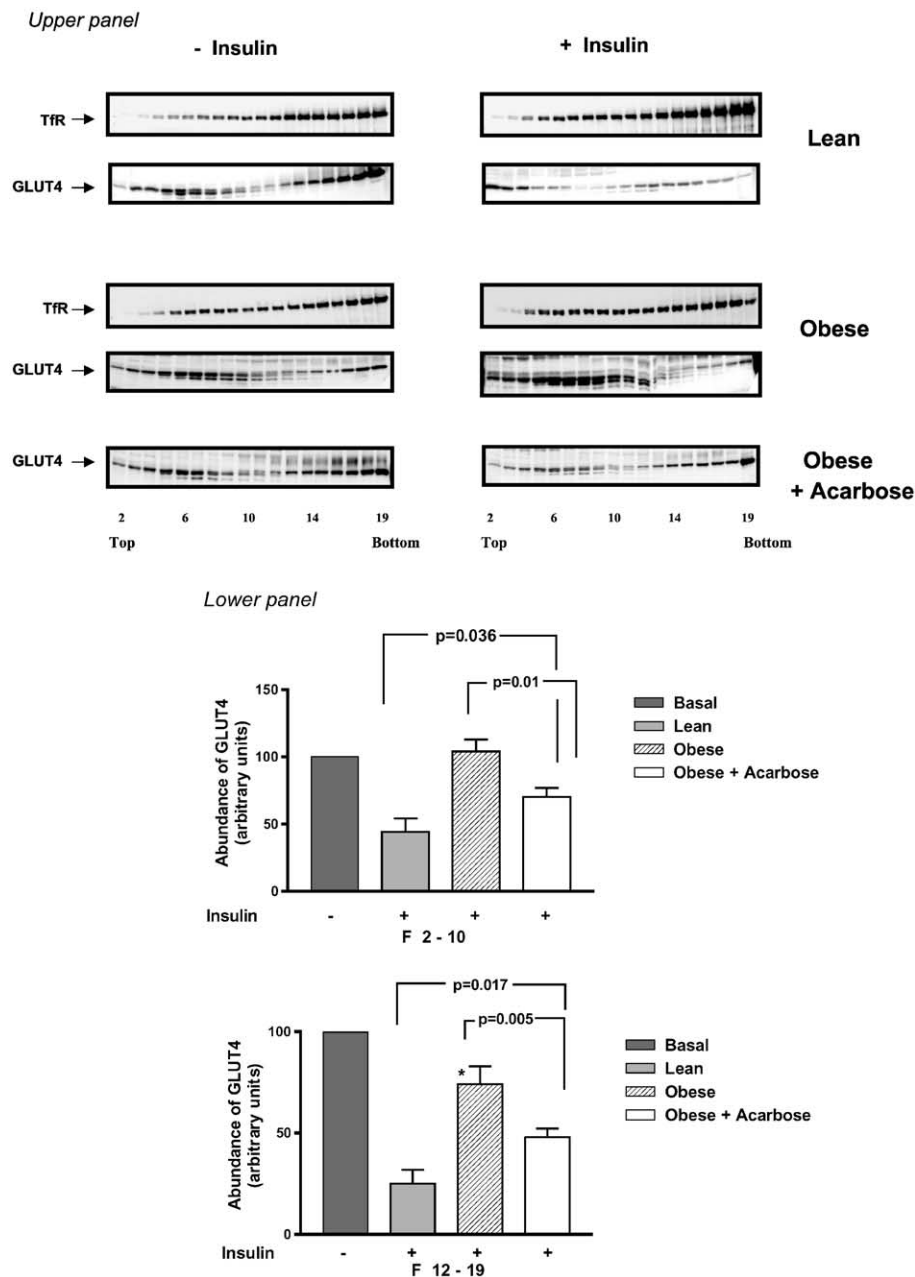 Upper panel
- Insulin + Insulin
TfR
Lean
GLUT4
TfR
Obese
GLUT4
GLUT4
Obese
+ Acarbose
2 6 10 14 19 2 6 10 14 19
Top Bottom Top Bottom
Lower panel
p=0.036
p=0.01
Abundance of GLUT4
(arbitrary units)
150
100
50
0
Basal
Lean
Obese
Obese + Acarbose
Insulin - + + +
F 2 - 10
p=0.017
p=0.005
Abundance of GLUT4
(arbitrary units)
100
50
0
*
Basal
Lean
Obese
Obese + Acarbose
Insulin - + + +
F 12 - 19